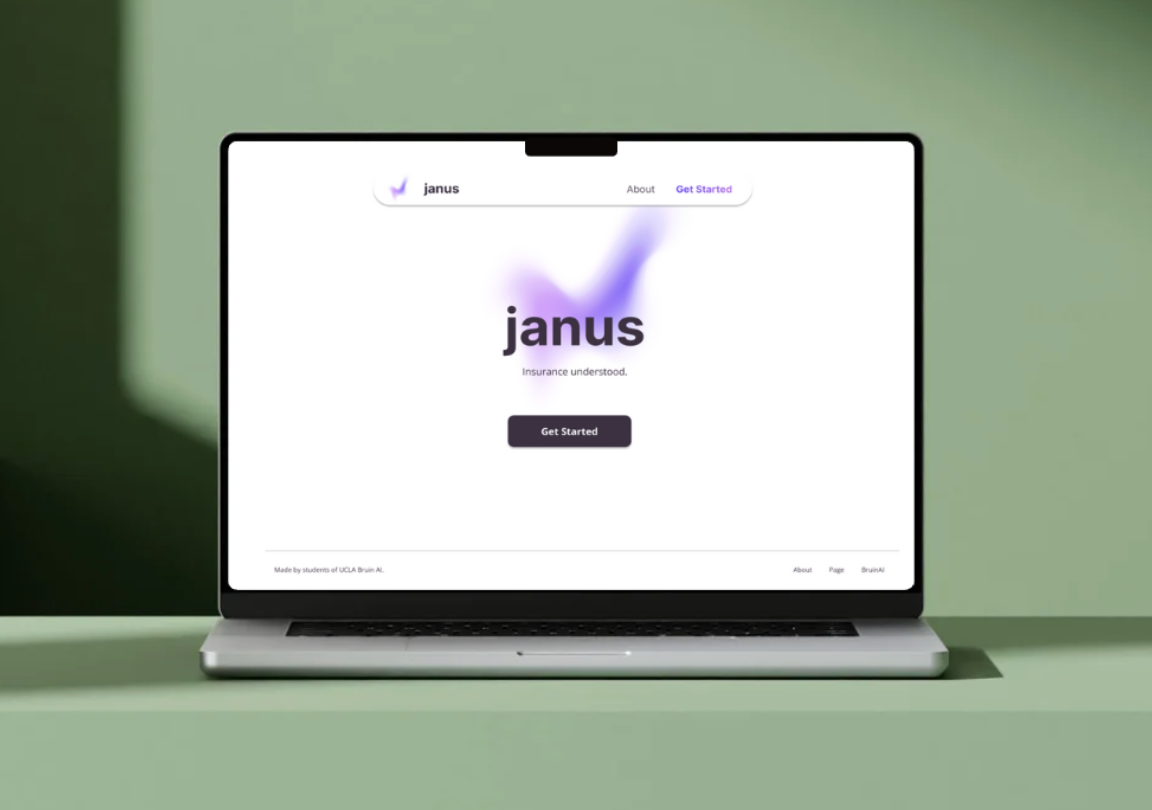 janus About Get Started
janus
Insurance understood.
Get Started
Made by students of UCLA Bruin AI. About Page BruinAI